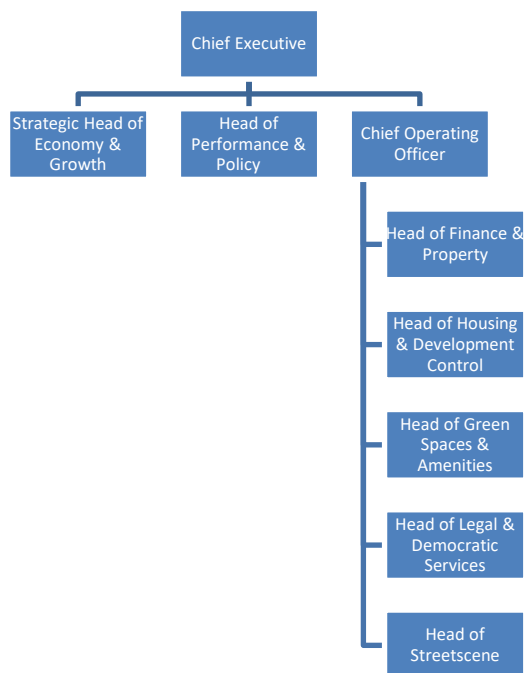 Chief Executive
Strategic Head of
Economy &
Growth
Head of
Performance &
Policy
Chief Operating
Officer
Head of Finance &
Property
Head of Housing
& Development
Control
Head of Green
Spaces &
Amenities
Head of Legal &
Democratic
Services
Head of
Streetscene